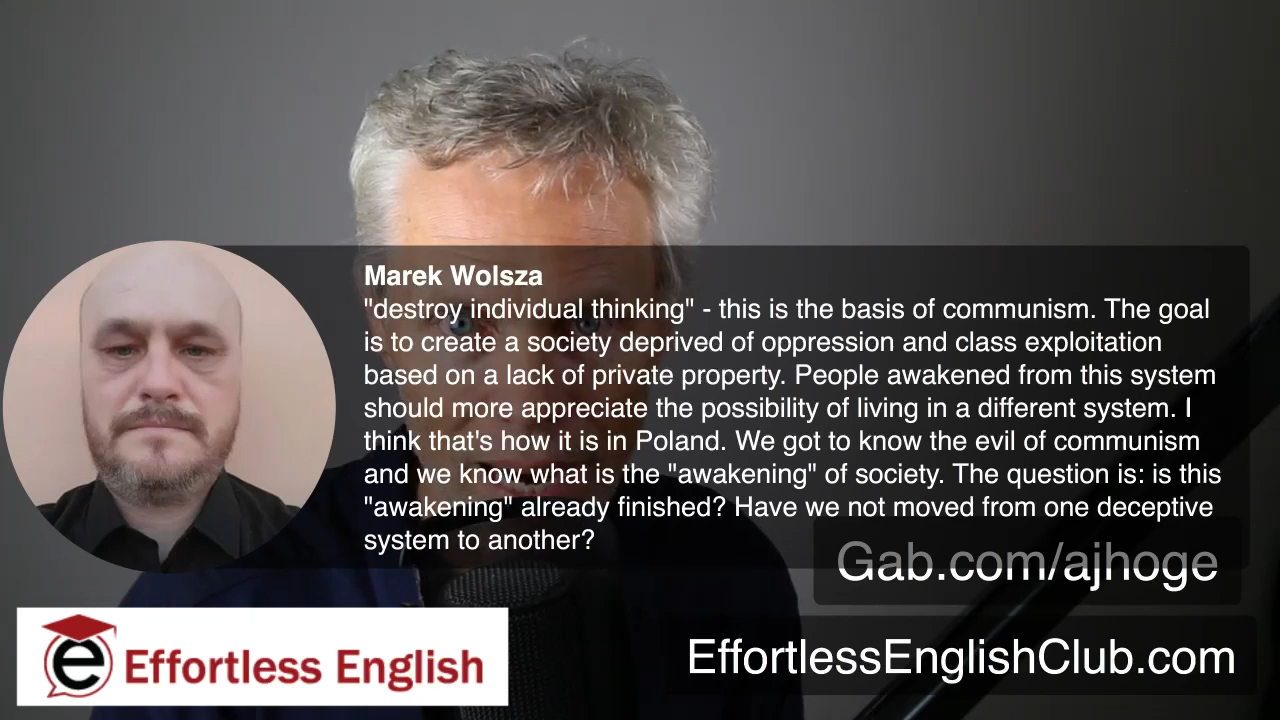 Marek Wolsza
"destroy individual thinking" - this is the basis of communism. The goal
is to create a society deprived of oppression and class exploitation
based on a lack of private property. People awakened from this system
should more appreciate the possibility of living in a different system. I
think that's how it is in Poland. We got to know the evil of communism
and we know what is the "awakening" of society. The question is: is this
"awakening" already finished? Have we not moved from one deceptive
system to another?
Gab.com/ajhoge
e Effortless English
EffortlessEnglishClub.com